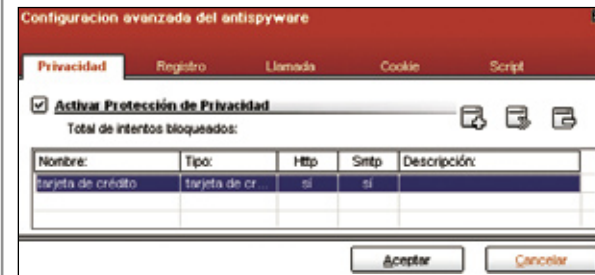 Configuracion avanzada del antispyware
Privacidad Registro Llamada Cookie Script
Activar Protección de Privacidad
Total de intentos bloqueados:
Nombre: Tipo: Http Smtp Descripción:
tarjeta de crédito tarjeta de cr... sí sí
Aceptar Cancelar